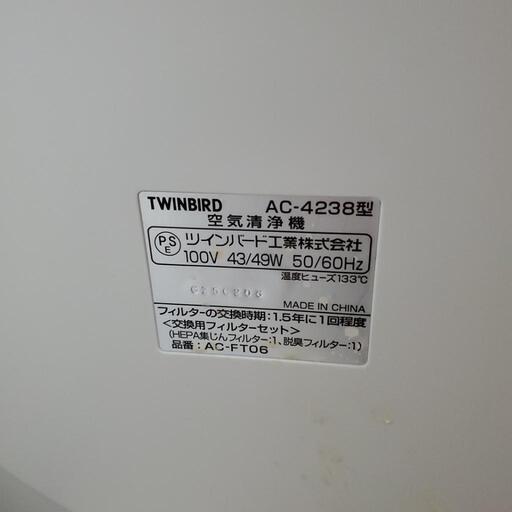 TWINBIRD AC-4238型
空気清浄機
PS
E
ツインバード工業株式会社
100V 43/49W 50/60Hz
温度ヒューズ133℃
MADE IN CHINA
フィルターの交換時期:1.5年に1回程度
<交換用フィルターセット>
(HEPA集じんフィルター:1、脱臭フィルター:1)
品番:AC-FT06